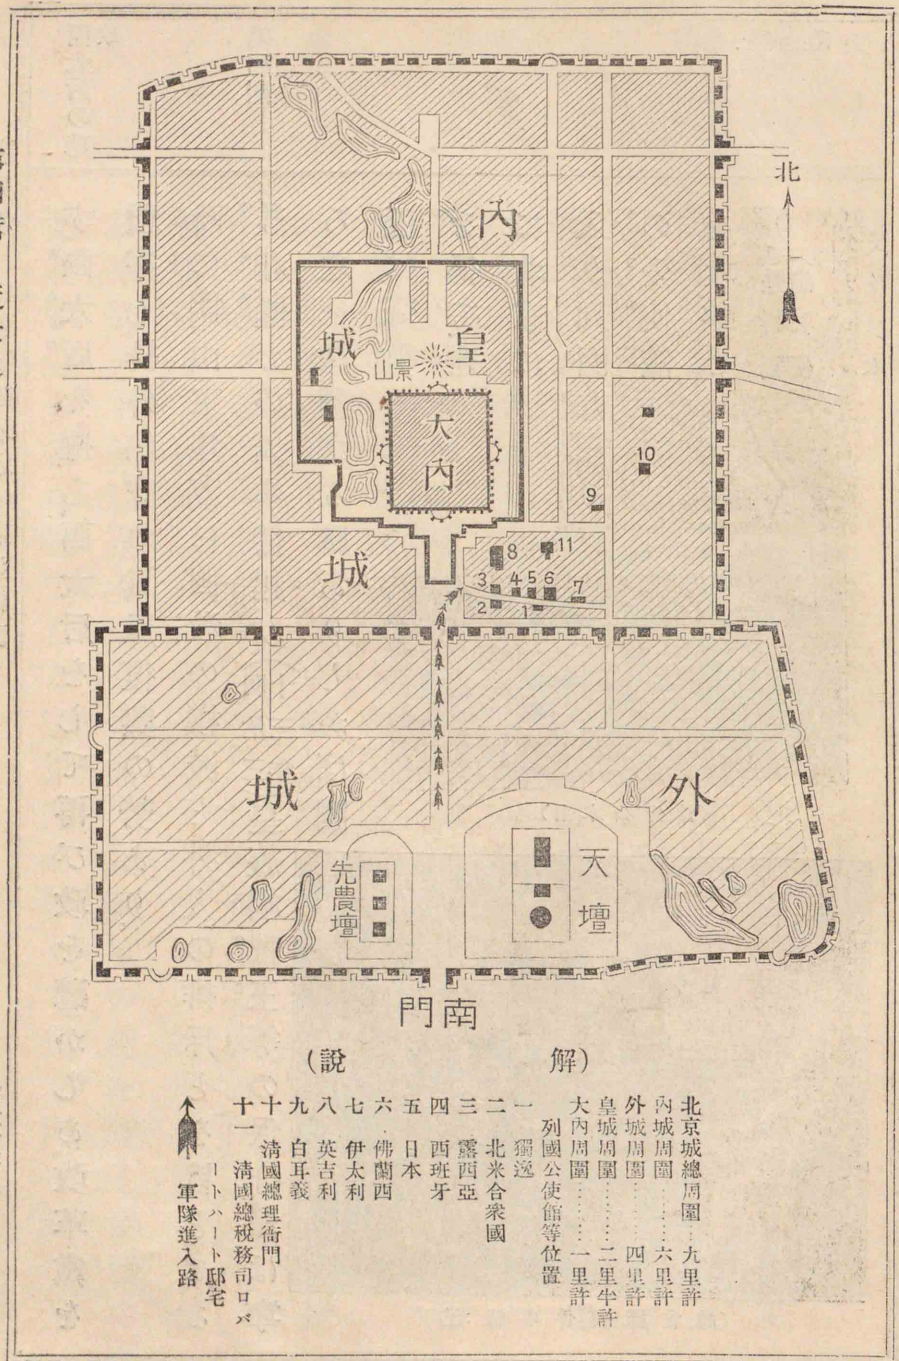 北
內
城
皇
城
景山
大內
10
9
8
11
3
4
5
6
7
2
1
外
城
天壇
先農壇
南門
(解說)
北京城總周圍……九里許
內城周圍………六里許
外城周圍………四里許
皇城周圍………二里半許
大內周圍………一里許
列國公使館等位置
一 獨逸
二 北米合衆國
三 露西亞
四 西班牙
五 日本
六 佛蘭西
七 伊太利
八 英吉利
九 白耳義
十 淸國總理衙門
十一 淸國總稅務司ロバ
ートハート邸宅
軍隊進入路